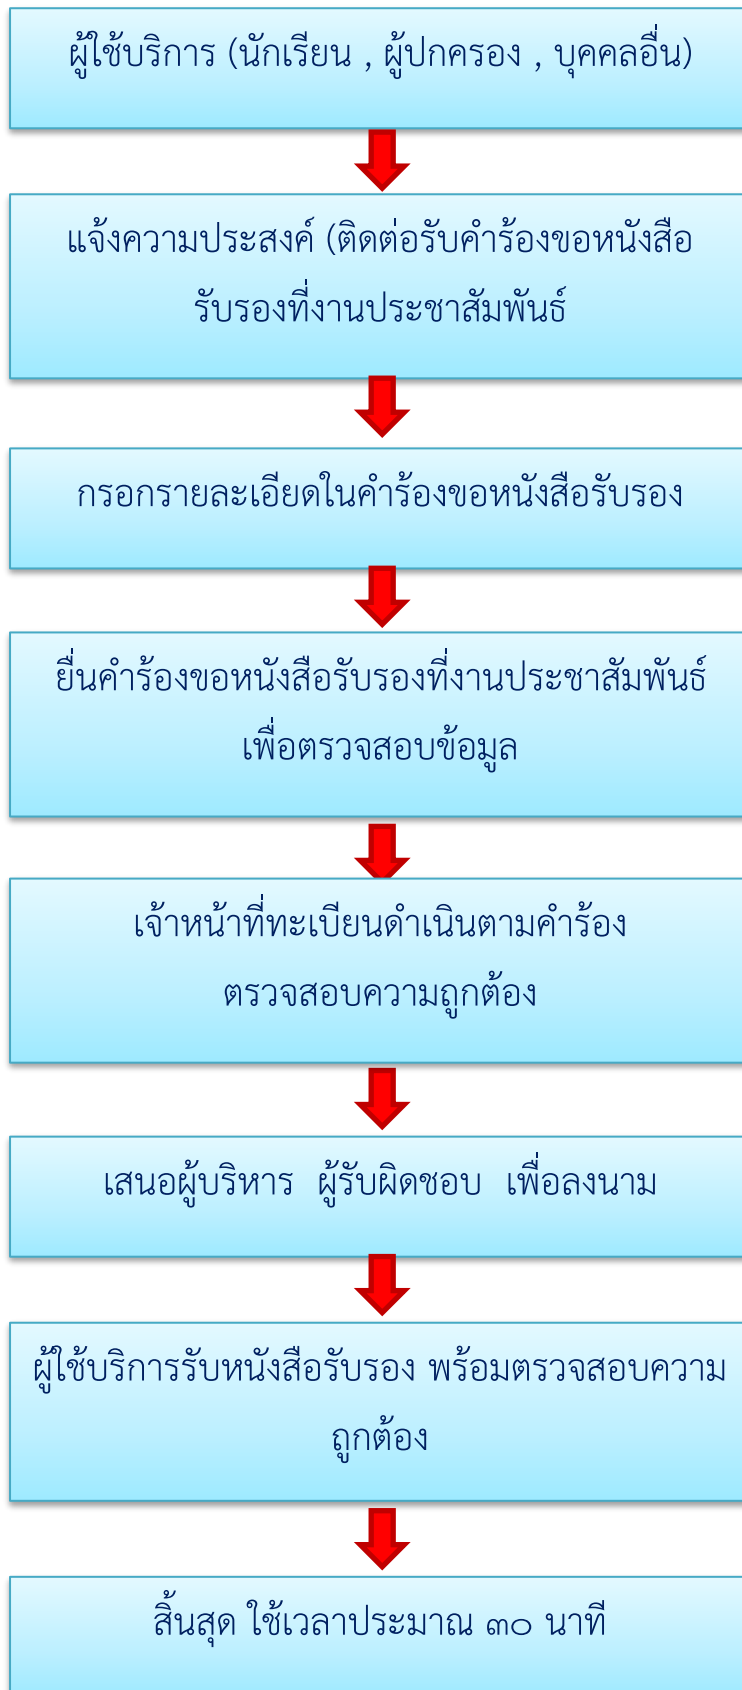 ผู้ใช้บริการ (นักเรียน , ผู้ปกครอง , บุคคลอื่น)
แจ้งความประสงค์ (ติดต่อรับคำร้องขอหนังสือ
รับรองที่งานประชาสัมพันธ์
กรอกรายละเอียดในคำร้องขอหนังสือรับรอง
ยื่นคำร้องขอหนังสือรับรองที่งานประชาสัมพันธ์
เพื่อตรวจสอบข้อมูล
เจ้าหน้าที่ทะเบียนดำเนินตามคำร้อง
ตรวจสอบความถูกต้อง
เสนอผู้บริหาร ผู้รับผิดชอบ เพื่อลงนาม
ผู้ใช้บริการรับหนังสือรับรอง พร้อมตรวจสอบความ
ถูกต้อง
สิ้นสุด ใช้เวลาประมาณ ๓๐ นาที